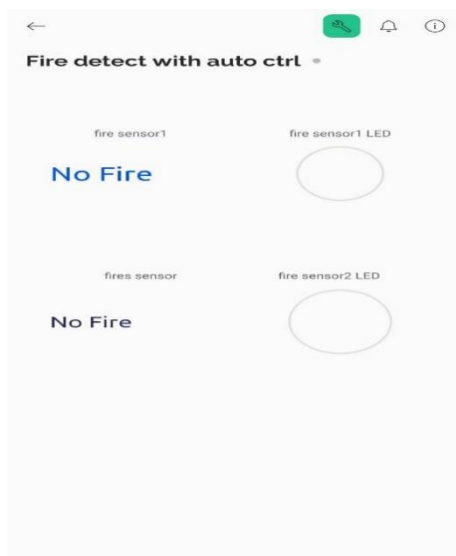 Fire detect with auto ctrl
fire sensor1
fire sensor1 LED
No Fire
fires sensor
fire sensor2 LED
No Fire